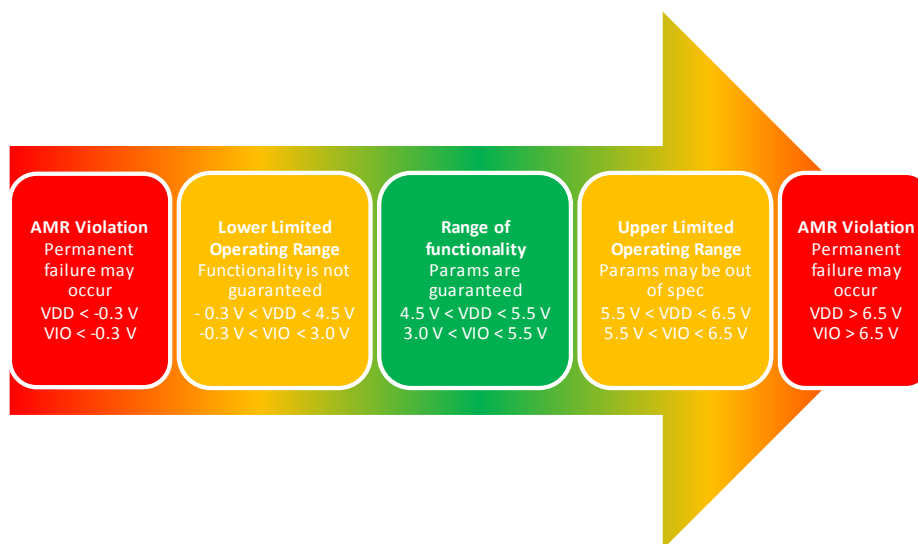 AMR Violation
Permanent
failure may
occur
VDD < -0.3 V
VIO < -0.3 V
Lower Limited
Operating Range
Functionality is not
guaranteed
- 0.3 V < VDD < 4.5 V
-0.3 V < VIO < 3.0 V
Range of
functionality
Params are
guaranteed
4.5 V < VDD < 5.5 V
3.0 V < VIO < 5.5 V
Upper Limited
Operating Range
Params may be out
of spec
5.5 V < VDD < 6.5 V
5.5 V < VIO < 6.5 V
AMR Violation
Permanent
failure may
occur
VDD > 6.5 V
VIO > 6.5 V